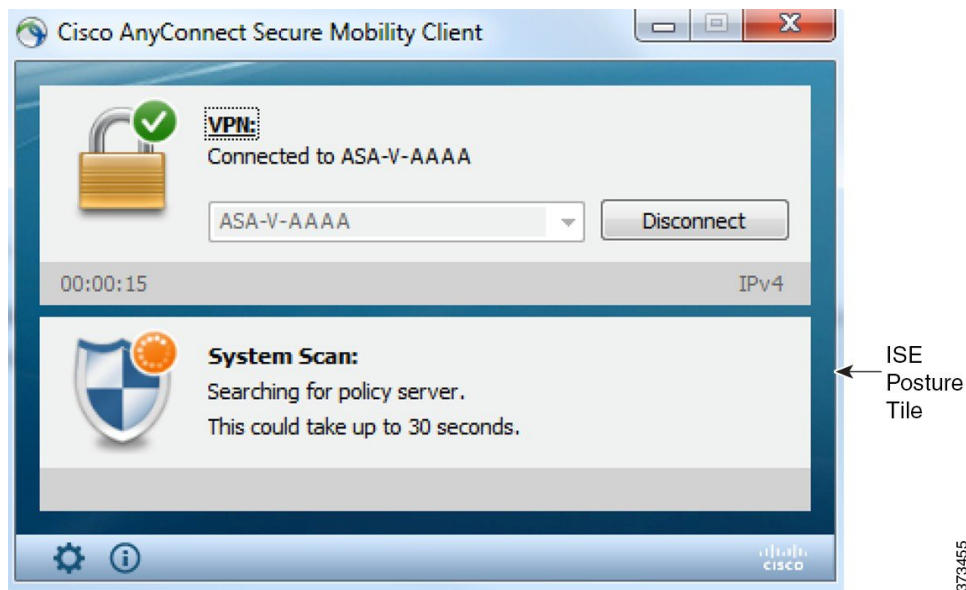 Cisco AnyConnect Secure Mobility Client
VPN:
Connected to ASA-V-AAAA
ASA-V-AAAA
Disconnect
00:00:15
IPv4
System Scan:
Searching for policy server.
This could take up to 30 seconds.
ISE
Posture
Tile
CISCO
373455